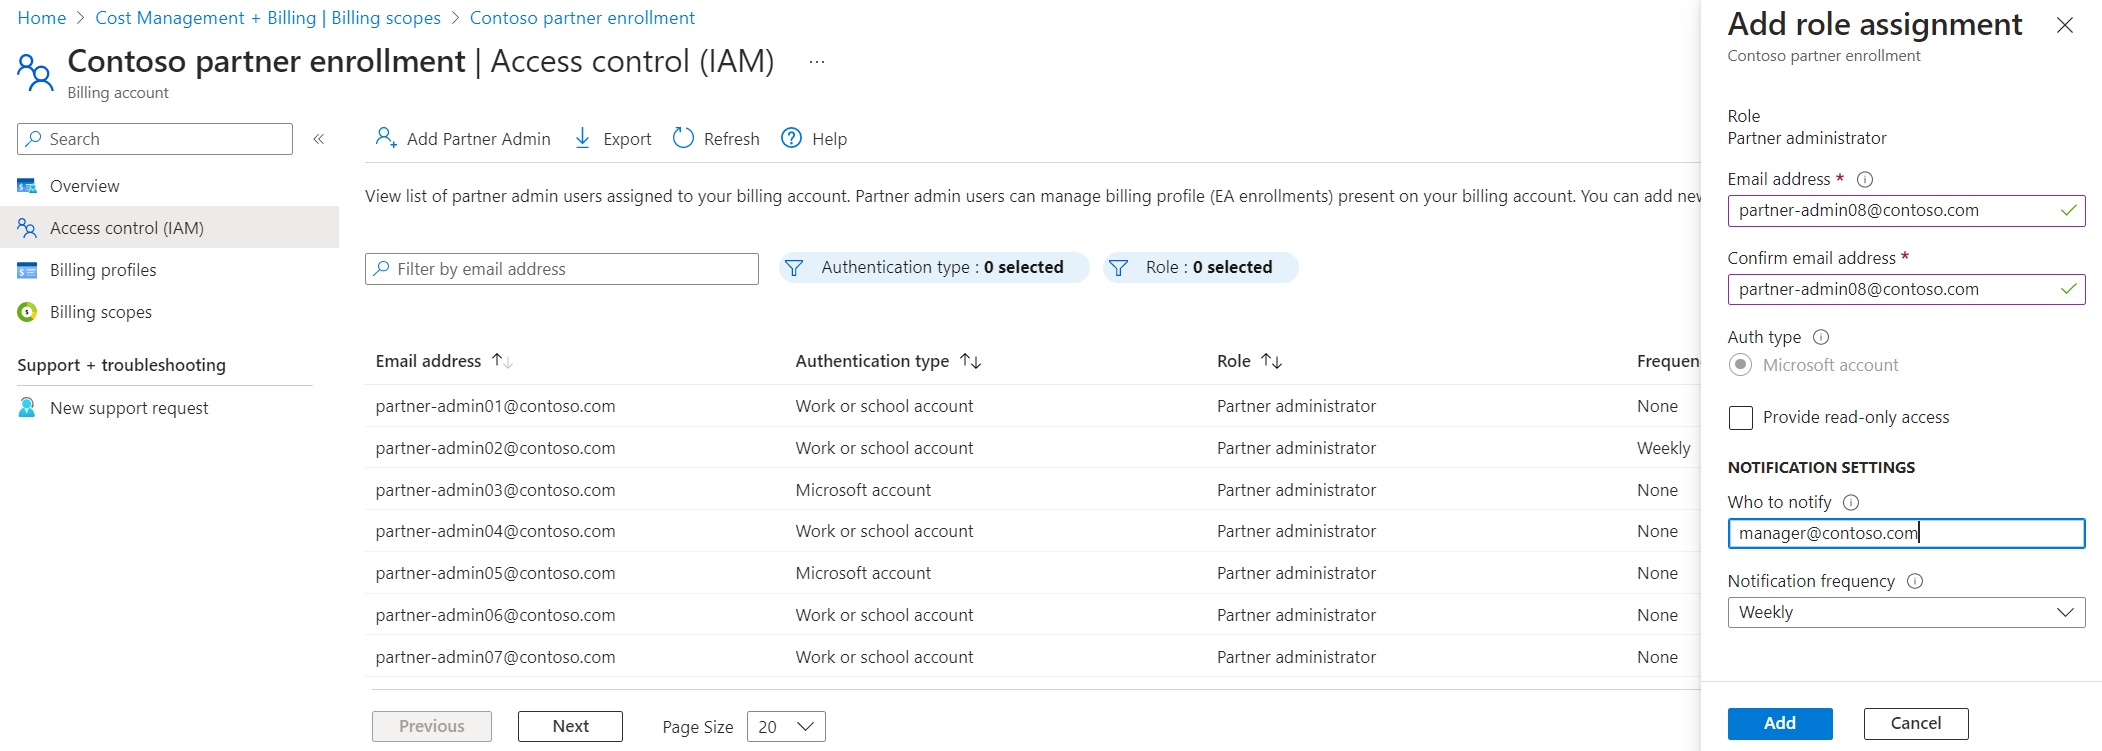 Home > Cost Management + Billing | Billing scopes > Contoso partner enrollment
Contoso partner enrollment | Access control (IAM) ...
Billing account
Search «
Overview
Access control (IAM)
Billing profiles
Billing scopes
Support + troubleshooting
New support request
Add Partner Admin Export Refresh Help
View list of partner admin users assigned to your billing account. Partner admin users can manage billing profile (EA enrollments) present on your billing account. You can add new
Filter by email address Authentication type : 0 selected Role : 0 selected
Email address Authentication type Role Frequen
partner-admin01@contoso.com Work or school account Partner administrator None
partner-admin02@contoso.com Work or school account Partner administrator Weekly
partner-admin03@contoso.com Microsoft account Partner administrator None
partner-admin04@contoso.com Work or school account Partner administrator None
partner-admin05@contoso.com Microsoft account Partner administrator None
partner-admin06@contoso.com Work or school account Partner administrator None
partner-admin07@contoso.com Work or school account Partner administrator None
Previous Next Page Size 20
Add role assignment
Contoso partner enrollment
Role
Partner administrator
Email address *
partner-admin08@contoso.com
Confirm email address *
partner-admin08@contoso.com
Auth type
Microsoft account
Provide read-only access
NOTIFICATION SETTINGS
Who to notify
manager@contoso.com
Notification frequency
Weekly
Add Cancel